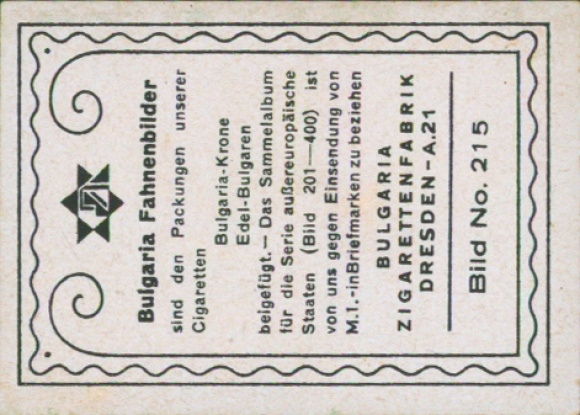 Bulgaria Fahnenbilder
sind den Packungen unserer
Cigaretten
Bulgaria-Krone
Edel-Bulgaren
beigefügt.— Das Sammelalbum
für die Serie außereuropäische
Staaten (Bild 201—400) ist
von uns gegen Einsendung von
M.1.-inBriefmarken zu beziehen
BULGARIA
ZIGARETTENFABRIK
DRESDEN-A.21
Bild No. 215